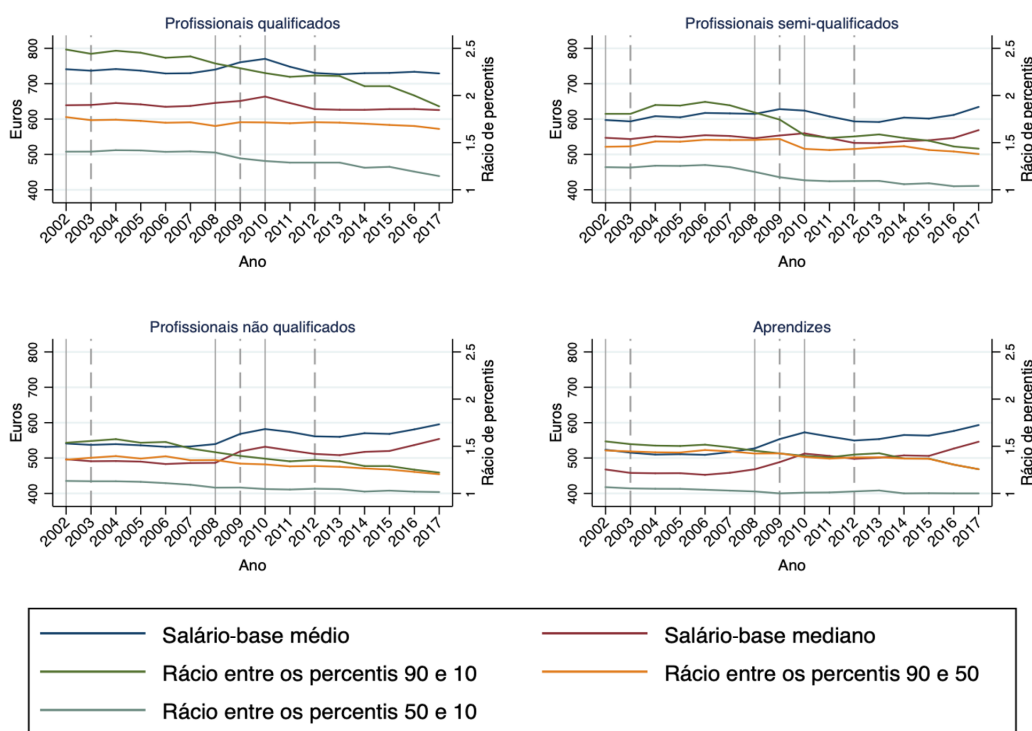 Profissionais qualificados
Euros
800
700
600
500
400
2.5
2
1.5
1
Rácio de percentis
2002 2003 2004 2005 2006 2007 2008 2009 2010 2011 2012 2013 2014 2015 2016 2017
Ano
Profissionais semi-qualificados
Euros
800
700
600
500
400
2.5
2
1.5
1
Rácio de percentis
2002 2003 2004 2005 2006 2007 2008 2009 2010 2011 2012 2013 2014 2015 2016 2017
Ano
Profissionais não qualificados
Euros
800
700
600
500
400
2.5
2
1.5
1
Rácio de percentis
2002 2003 2004 2005 2006 2007 2008 2009 2010 2011 2012 2013 2014 2015 2016 2017
Ano
Aprendizes
Euros
800
700
600
500
400
2.5
2
1.5
1
Rácio de percentis
2002 2003 2004 2005 2006 2007 2008 2009 2010 2011 2012 2013 2014 2015 2016 2017
Ano
Salário-base médio
Salário-base mediano
Rácio entre os percentis 90 e 10
Rácio entre os percentis 90 e 50
Rácio entre os percentis 50 e 10